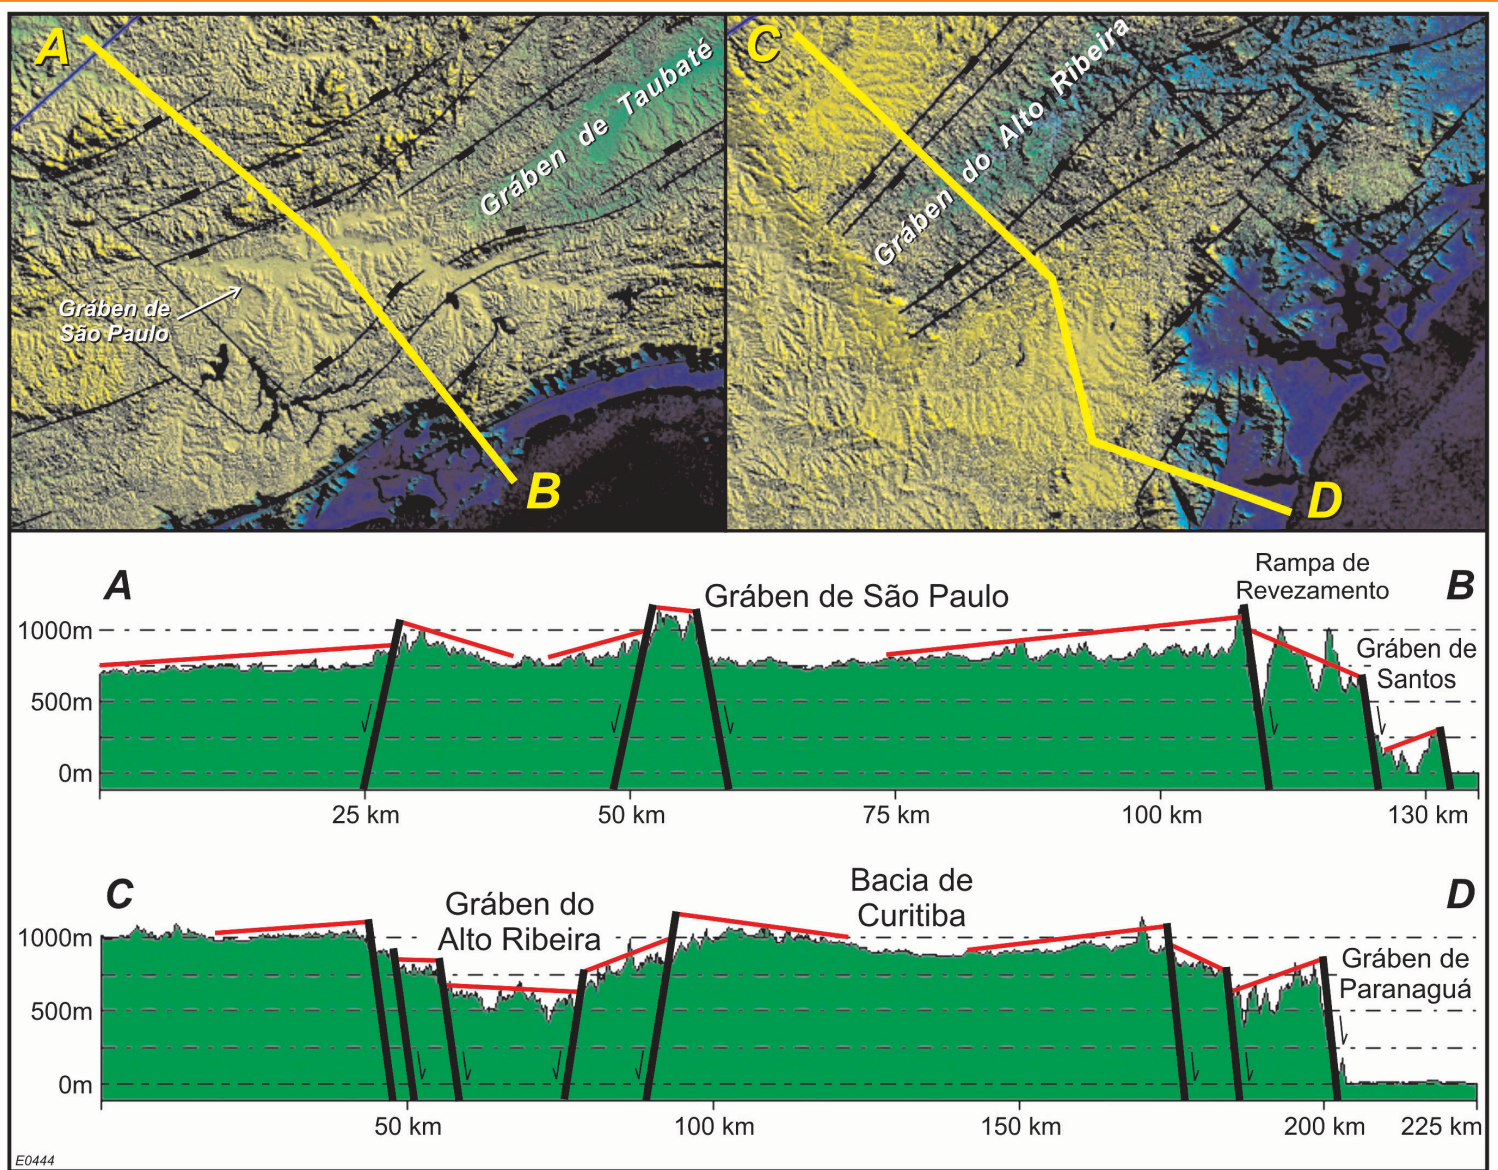 A
Gráben de Taubaté
Gráben de
São Paulo
B
C
Gráben do Alto Ribeira
D
A
Gráben de São Paulo
Rampa de
Revezamento
B
Gráben de
Santos
1000m
500m
0m
25 km
50 km
75 km
100 km
130 km
C
Gráben do
Alto Ribeira
Bacia de
Curitiba
D
Gráben de
Paranaguá
1000m
500m
0m
50 km
100 km
150 km
200 km
225 km
E0444